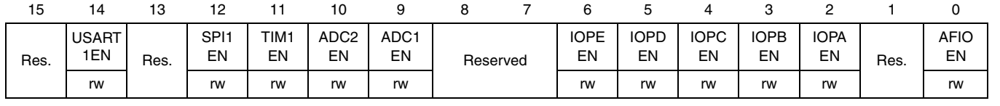 15 14 13 12 11 10 9 8 7 6 5 4 3 2 1 0
Res. USART 1EN Res. SPI1 EN TIM1 EN ADC2 EN ADC1 EN Reserved IOPE EN IOPD EN IOPC EN IOPB EN IOPA EN Res. AFIO EN
rw rw rw rw rw rw rw rw rw rw rw